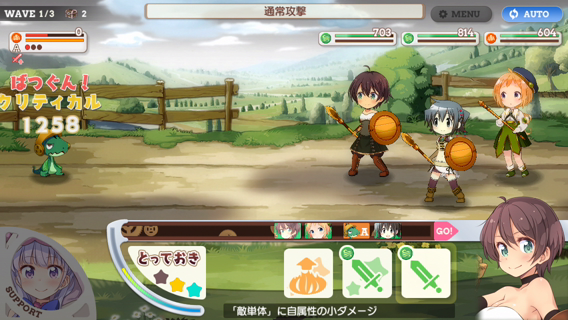 WAVE 1/3
2
通常攻撃
MENU
AUTO
0
A
703
814
604
ばつぐん！
クリティカル
1258
A
GO!
とっておき
SUPPORT
「敵単体」に自属性の小ダメージ